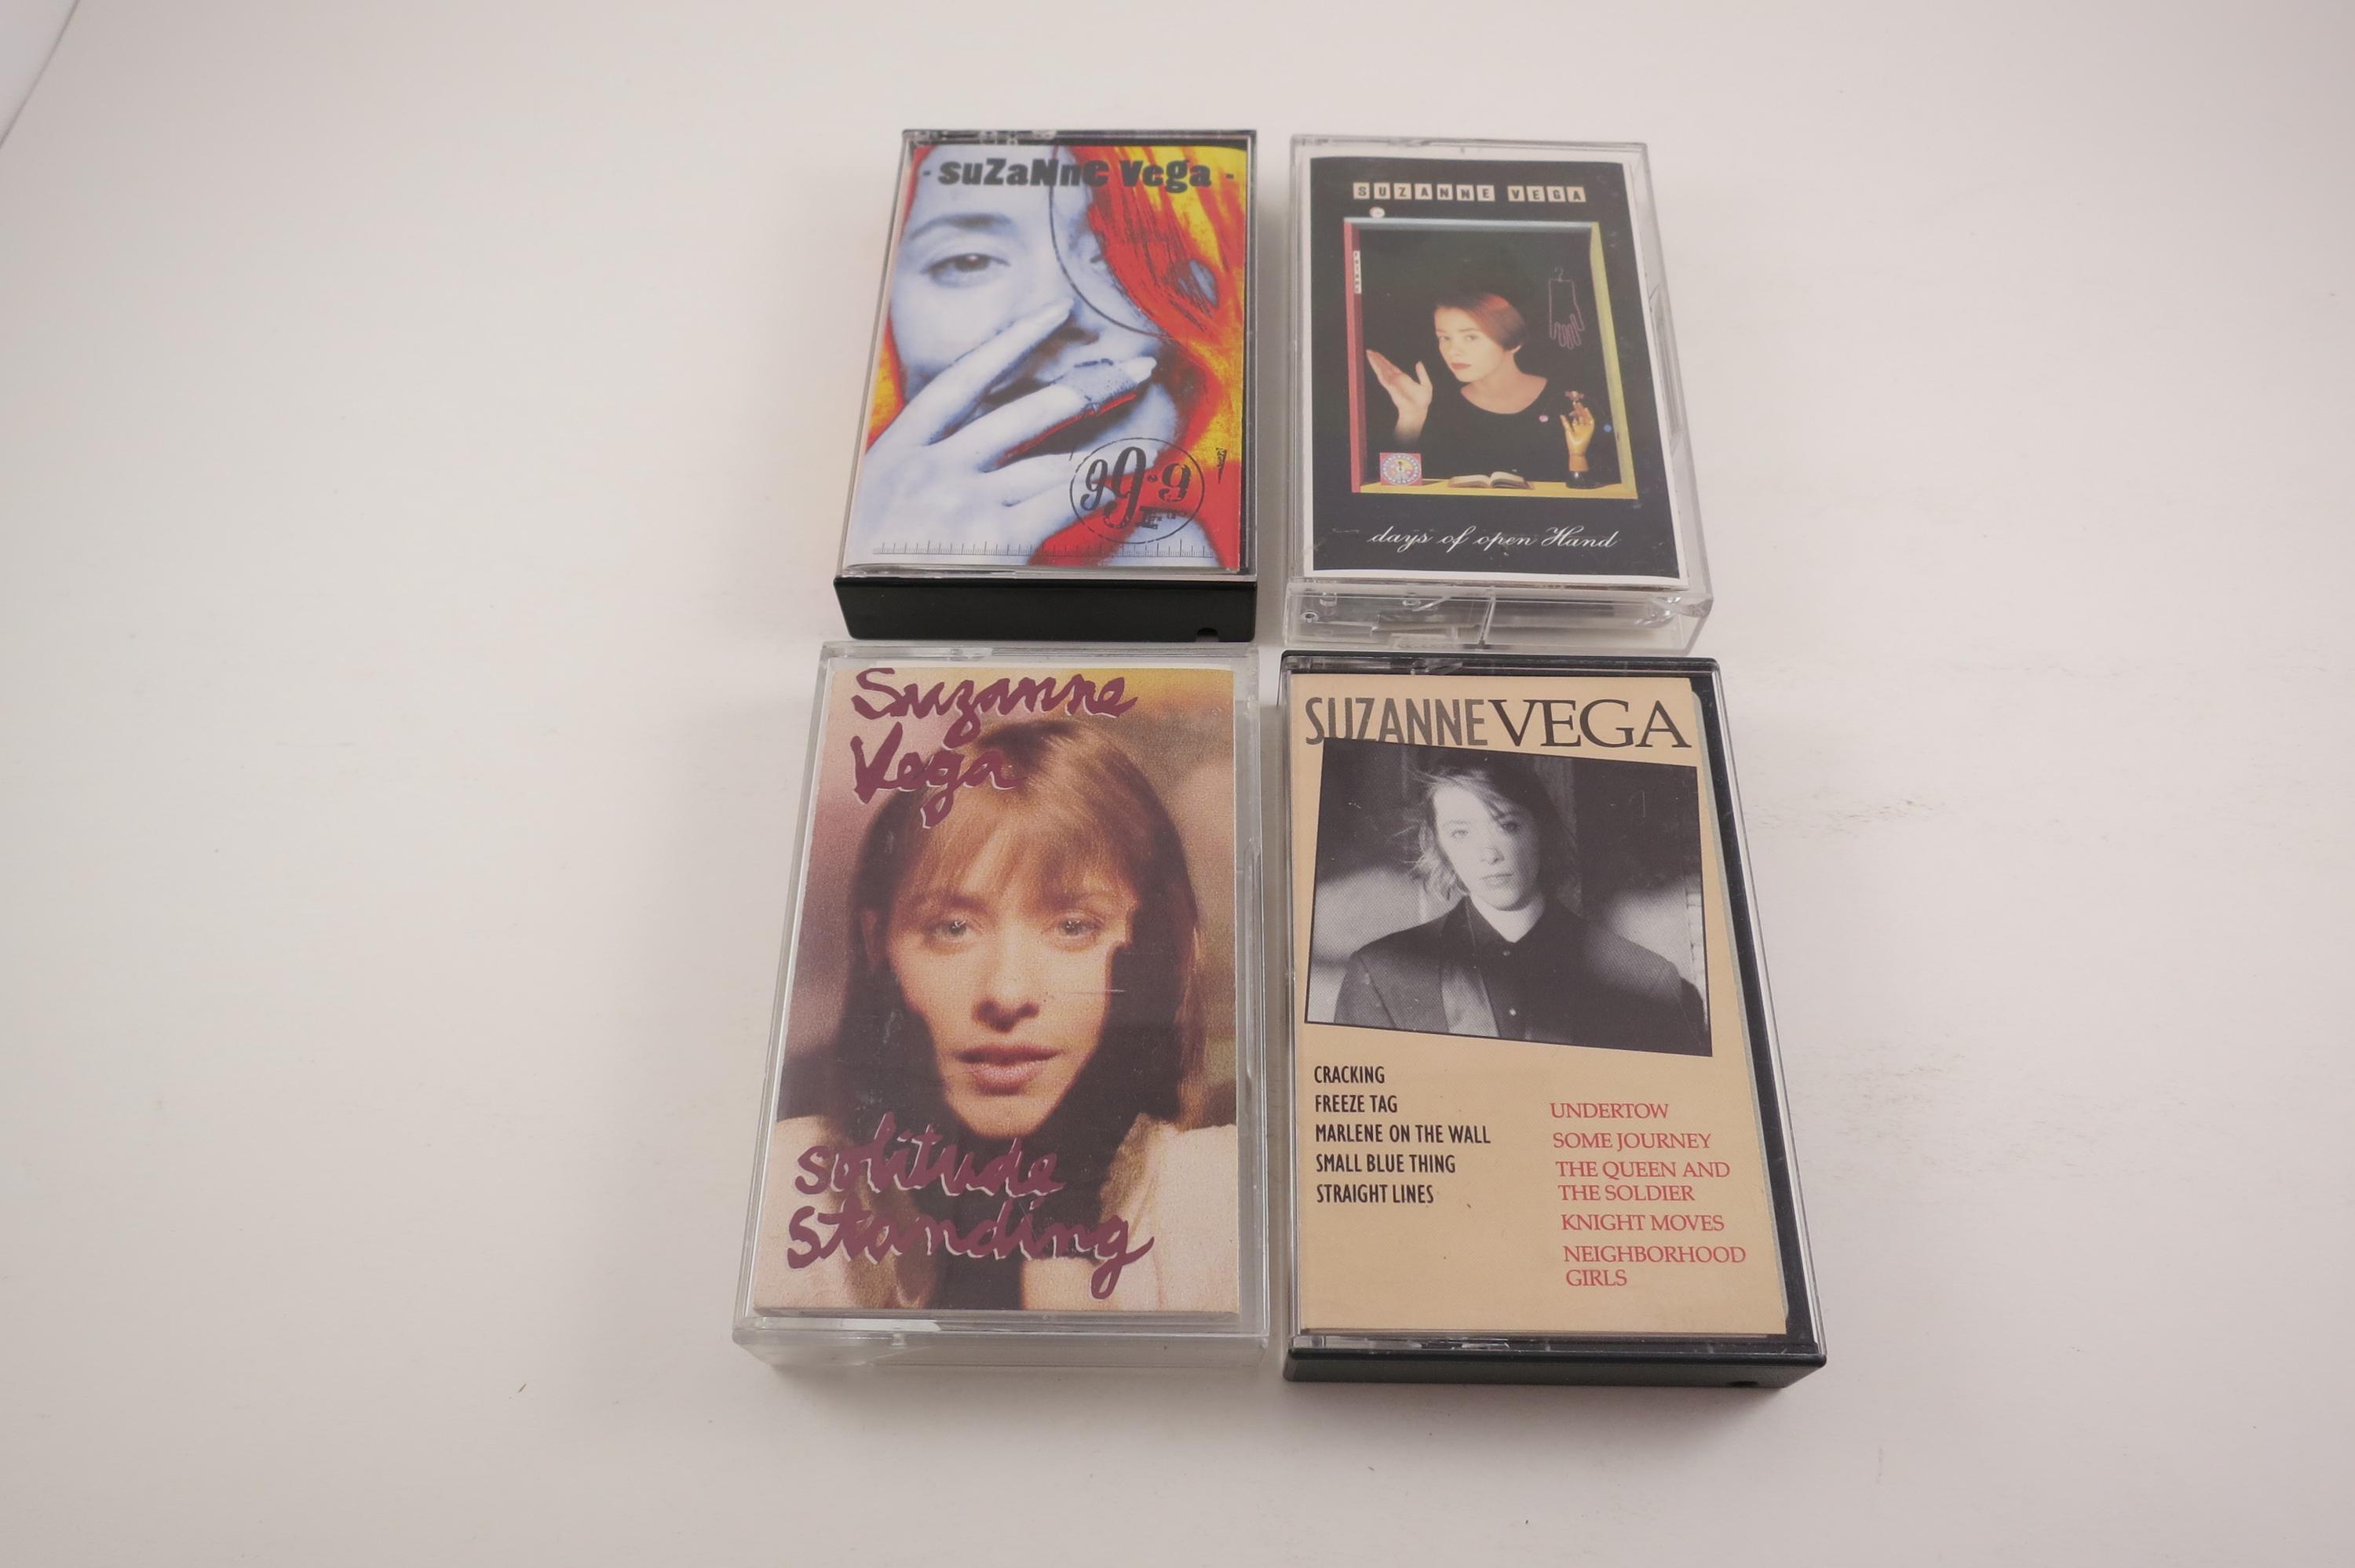 suZaNne Vega
99.9
F.°
SUZANNE VEGA
days of open Hand
Suzanne
Vega
Solitude
Standing
SUZANNE VEGA
CRACKING
FREEZE TAG
MARLENE ON THE WALL
SMALL BLUE THING
STRAIGHT LINES
UNDERTOW
SOME JOURNEY
THE QUEEN AND
THE SOLDIER
KNIGHT MOVES
NEIGHBORHOOD
GIRLS